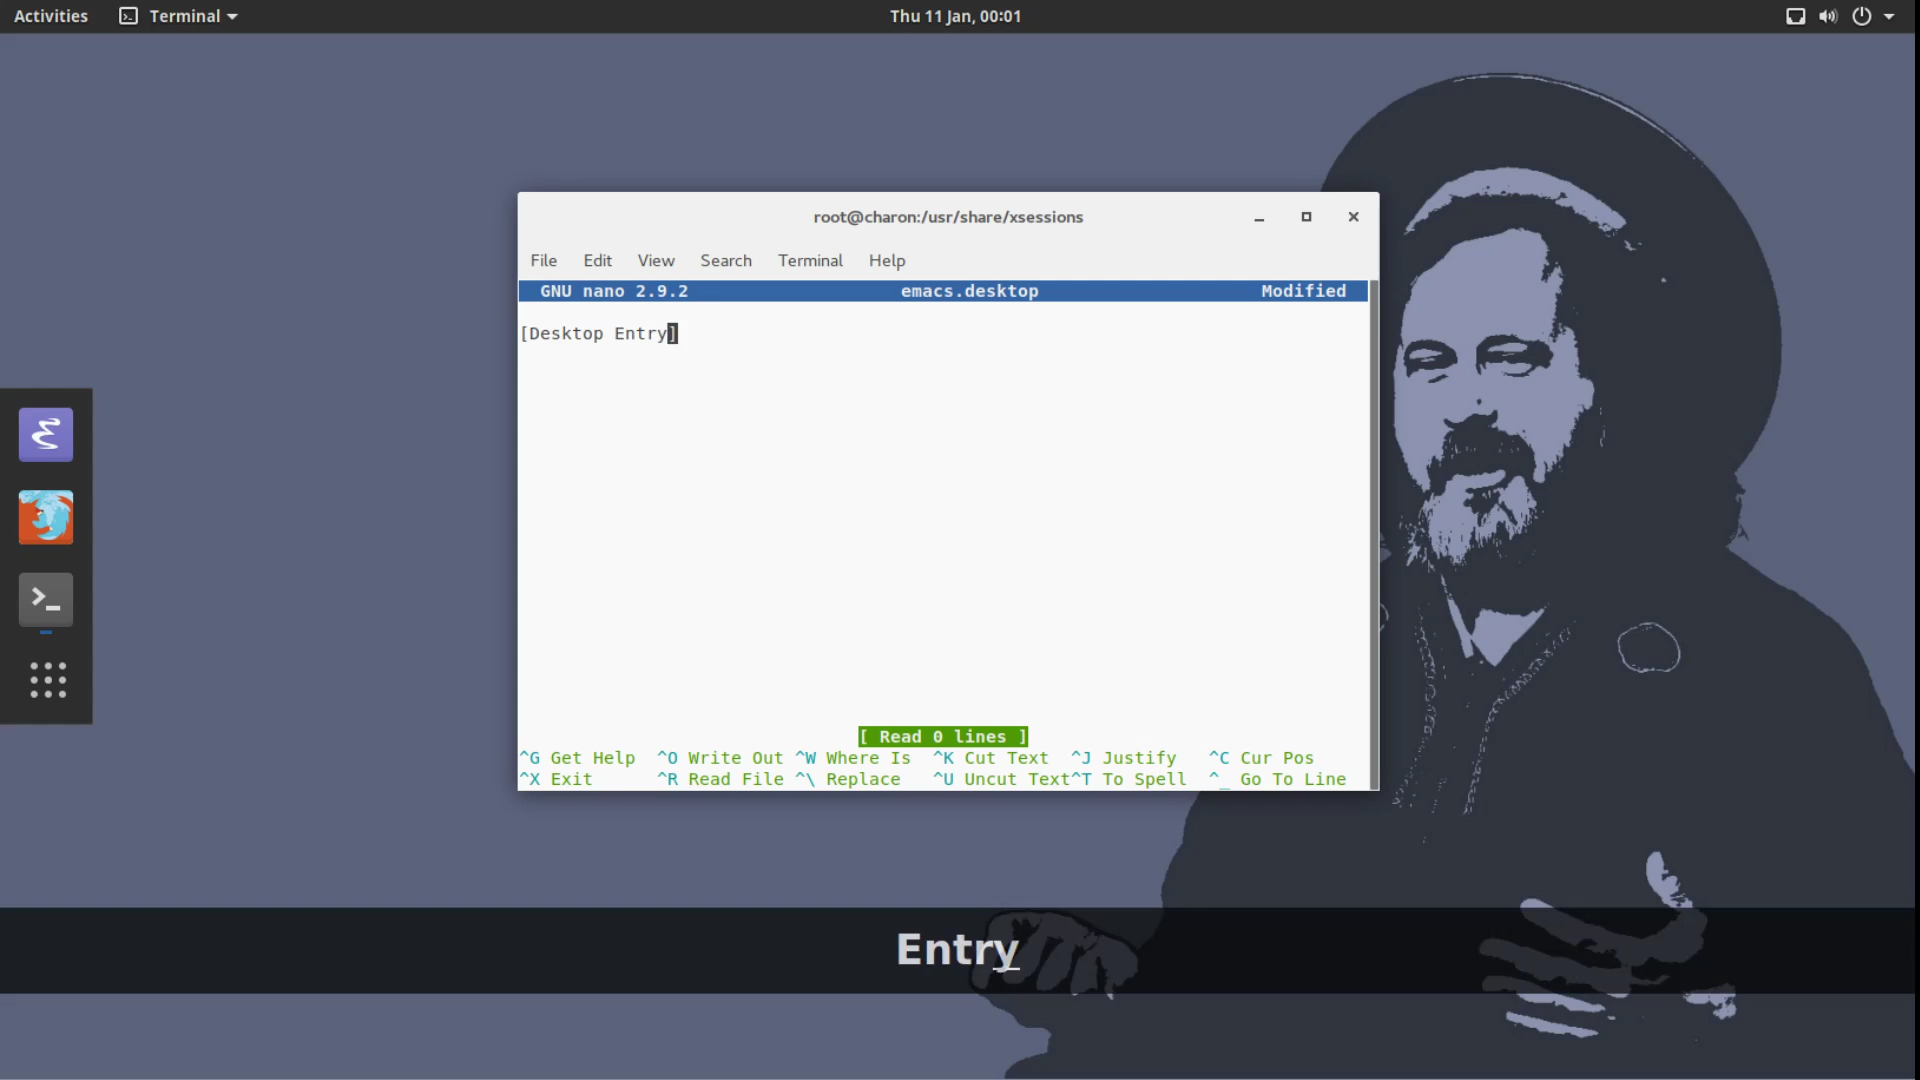 Activities Terminal Thu 11 Jan, 00:01
root@charon:/usr/share/xsessions
File Edit View Search Terminal Help
GNU nano 2.9.2 emacs.desktop Modified
[Desktop Entry]
[ Read 0 lines ]
^G Get Help ^O Write Out ^W Where Is ^K Cut Text ^J Justify ^C Cur Pos
^X Exit ^R Read File ^\ Replace ^U Uncut Text^T To Spell ^_ Go To Line
Entry